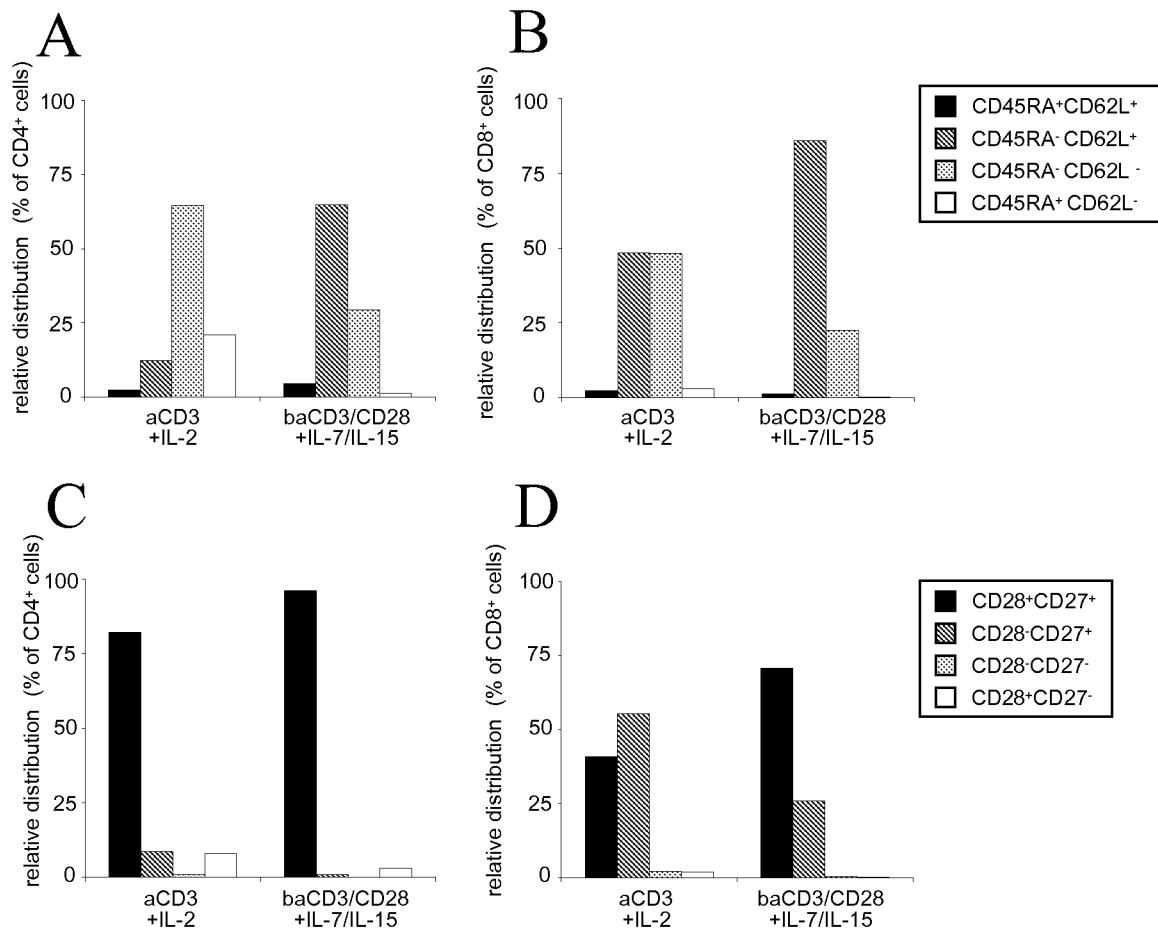 A
relative distribution (% of CD4⁺ cells)
100
75
50
25
0
aCD3
+IL-2
baCD3/CD28
+IL-7/IL-15
B
relative distribution (% of CD8⁺ cells)
100
75
50
25
0
aCD3
+IL-2
baCD3/CD28
+IL-7/IL-15
CD45RA⁺CD62L⁺
CD45RA⁻ CD62L⁺
CD45RA⁻ CD62L ⁻
CD45RA⁺ CD62L⁻
C
relative distribution (% of CD4⁺ cells)
100
75
50
25
0
aCD3
+IL-2
baCD3/CD28
+IL-7/IL-15
D
relative distribution (% of CD8⁺ cells)
100
75
50
25
0
aCD3
+IL-2
baCD3/CD28
+IL-7/IL-15
CD28⁺CD27⁺
CD28⁻CD27⁺
CD28⁻CD27⁻
CD28⁺CD27⁻